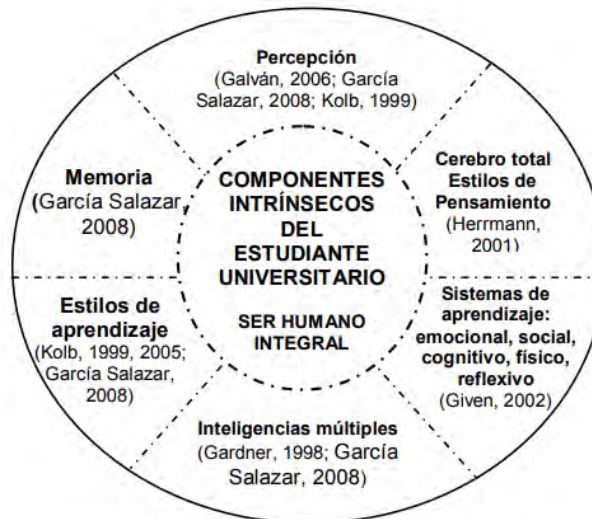 Percepción
(Galván, 2006; García
Salazar, 2008; Kolb, 1999)
Cerebro total
Estilos de
Pensamiento
(Herrmann,
2001)
Sistemas de
aprendizaje:
emocional, social,
cognitivo, físico,
reflexivo
(Given, 2002)
Inteligencias múltiples
(Gardner, 1998; García
Salazar, 2008)
Estilos de
aprendizaje
(Kolb, 1999, 2005;
García Salazar,
2008)
Memoria
(García Salazar,
2008)
COMPONENTES
INTRÍNSECOS
DEL
ESTUDIANTE
UNIVERSITARIO
SER HUMANO
INTEGRAL